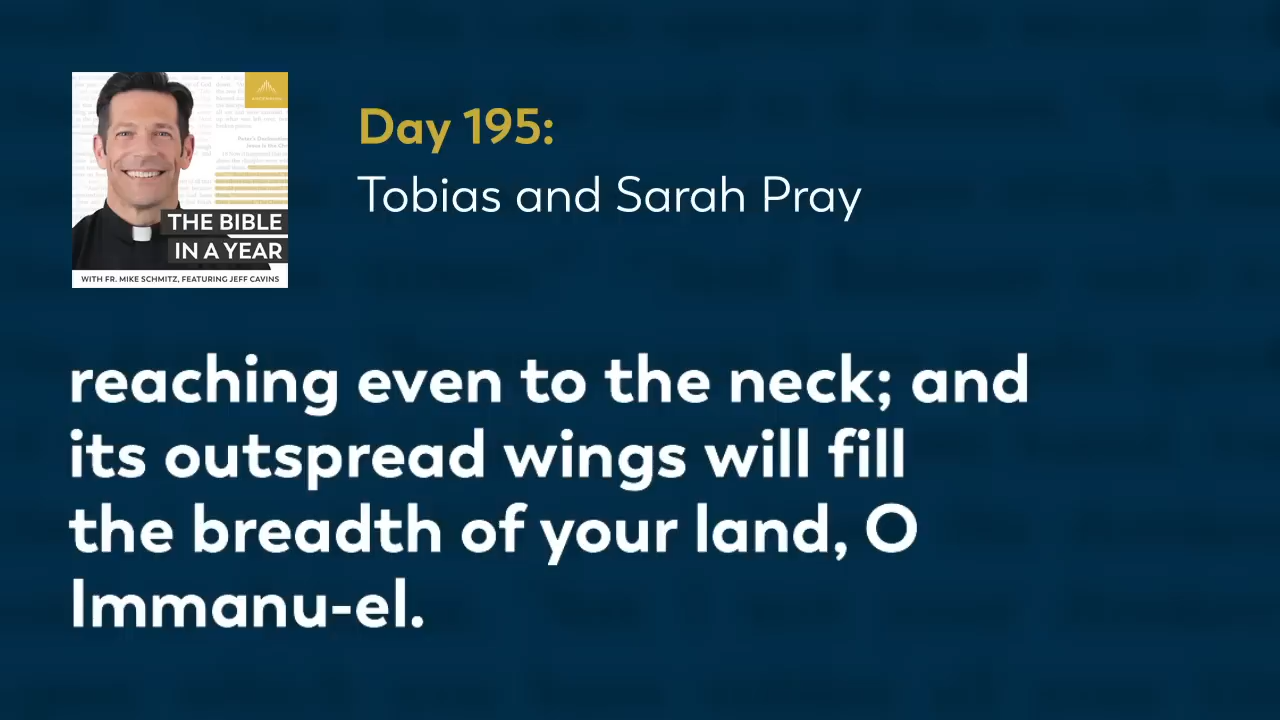 Day 195:
Tobias and Sarah Pray
THE BIBLE
IN A YEAR
WITH FR. MIKE SCHMITZ, FEATURING JEFF CAVINS
reaching even to the neck; and
its outspread wings will fill
the breadth of your land, O
Immanu-el.